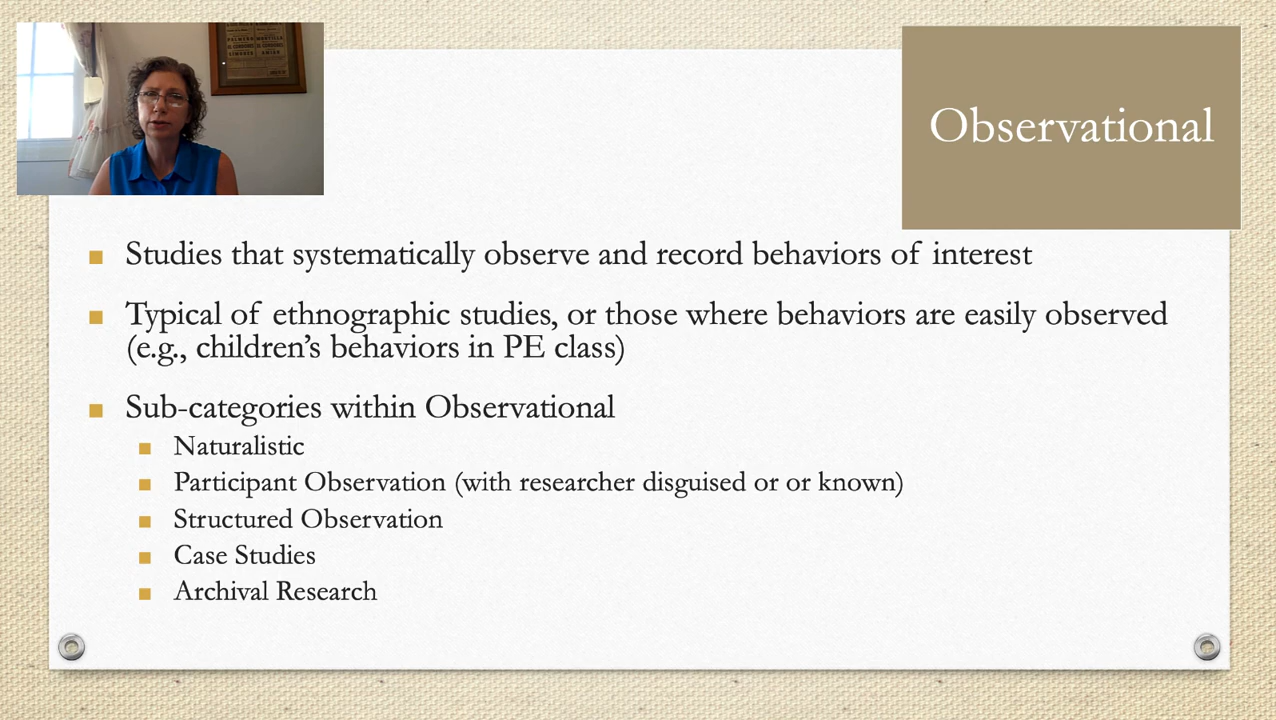 Observational
Studies that systematically observe and record behaviors of interest
Typical of ethnographic studies, or those where behaviors are easily observed
(e.g., children's behaviors in PE class)
Sub-categories within Observational
Naturalistic
Participant Observation (with researcher disguised or or known)
Structured Observation
Case Studies
Archival Research